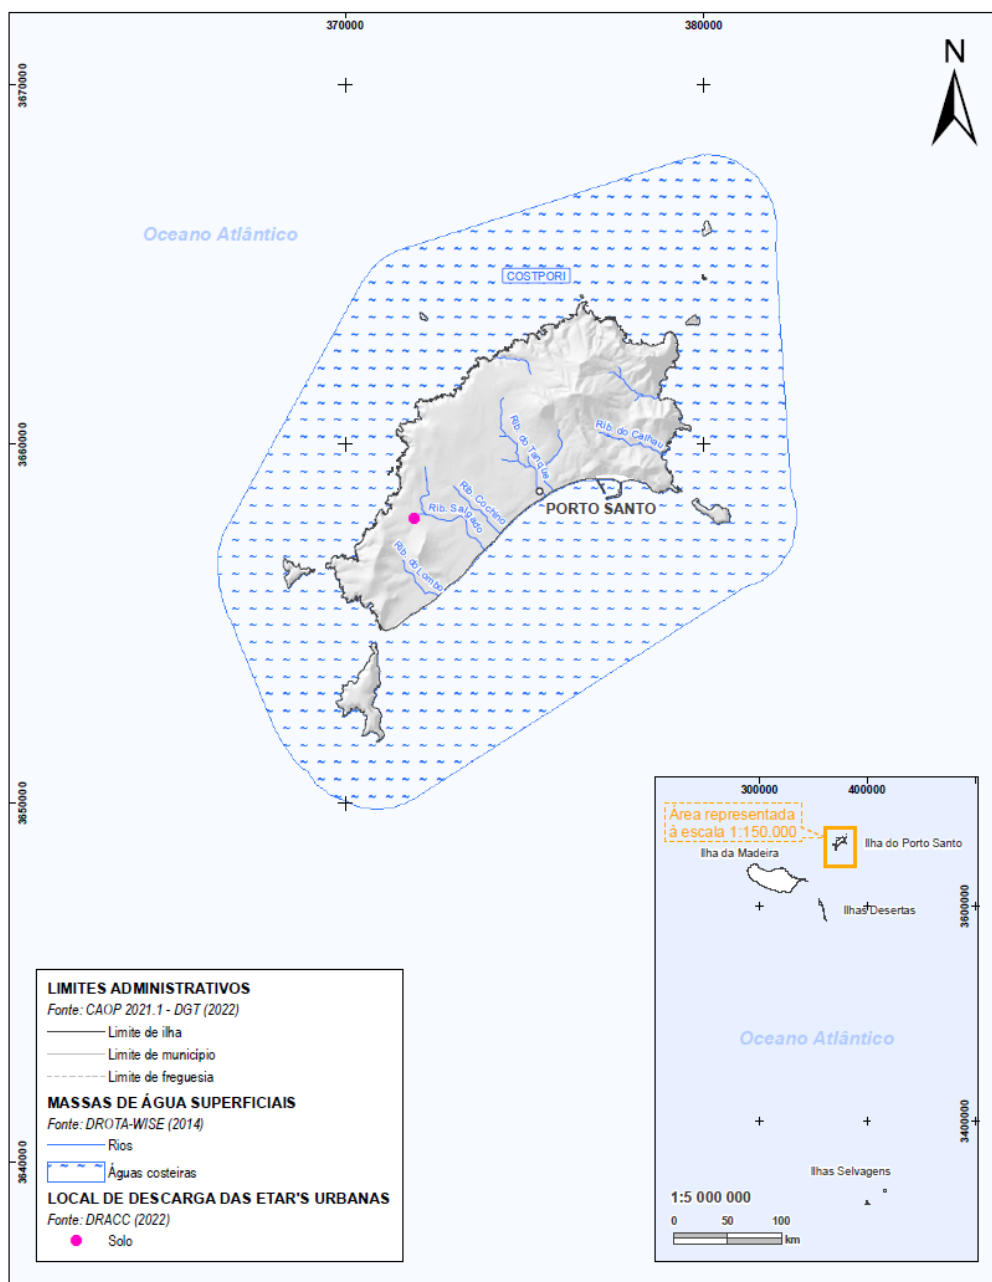 370000
380000
3670000
N
Oceano Atlântico
COSTPORI
3660000
Rib. do Tanque
Rib. do Calhau
Rib. Cochino
Rib. Salgado
PORTO SANTO
Rib. do Lombo
3650000
300000
400000
Área representada
à escala 1:150.000
Ilha do Porto Santo
Ilha da Madeira
Ilhas Desertas
3600000
Oceano Atlântico
3400000
Ilhas Selvagens
1:5 000 000
0 50 100
km
3640000
LIMITES ADMINISTRATIVOS
Fonte: CAOP 2021.1 - DGT (2022)
Limite de ilha
Limite de município
Limite de freguesia
MASSAS DE ÁGUA SUPERFICIAIS
Fonte: DROTA-WISE (2014)
Rios
Águas costeiras
LOCAL DE DESCARGA DAS ETAR'S URBANAS
Fonte: DRACC (2022)
Solo